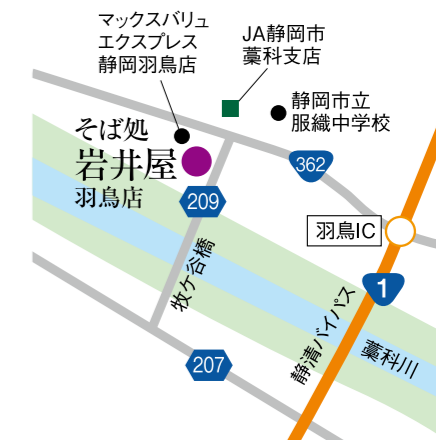 マックスバリュ
エクスプレス
静岡羽鳥店
JA静岡市
藁科支店
静岡市立
服織中学校
そば処
岩井屋
羽鳥店
362
209
羽鳥IC
牧ケ谷橋
1
静清バイパス
藁科川
207